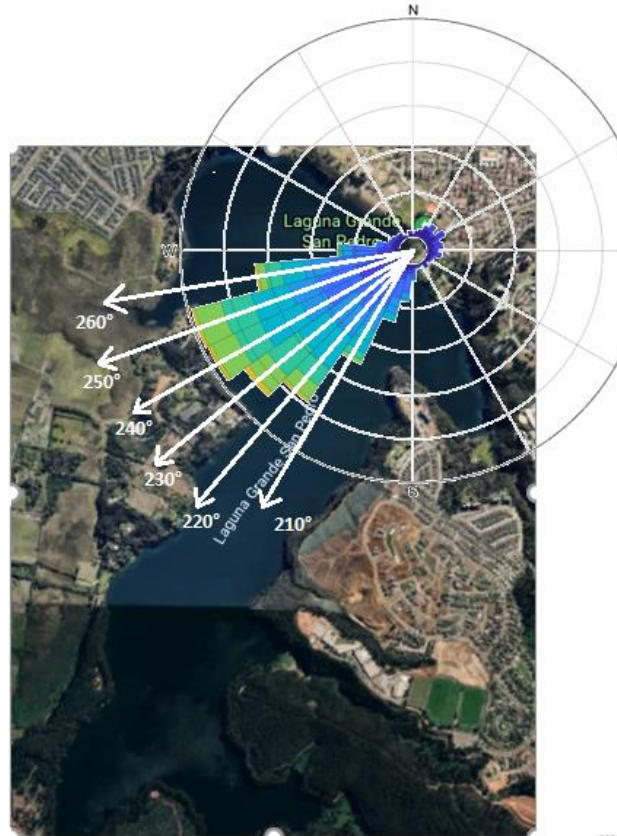 N
Laguna Grande
San Pedro
W
260°
250°
240°
230°
220°
210°
Laguna Grande San Pedro
S